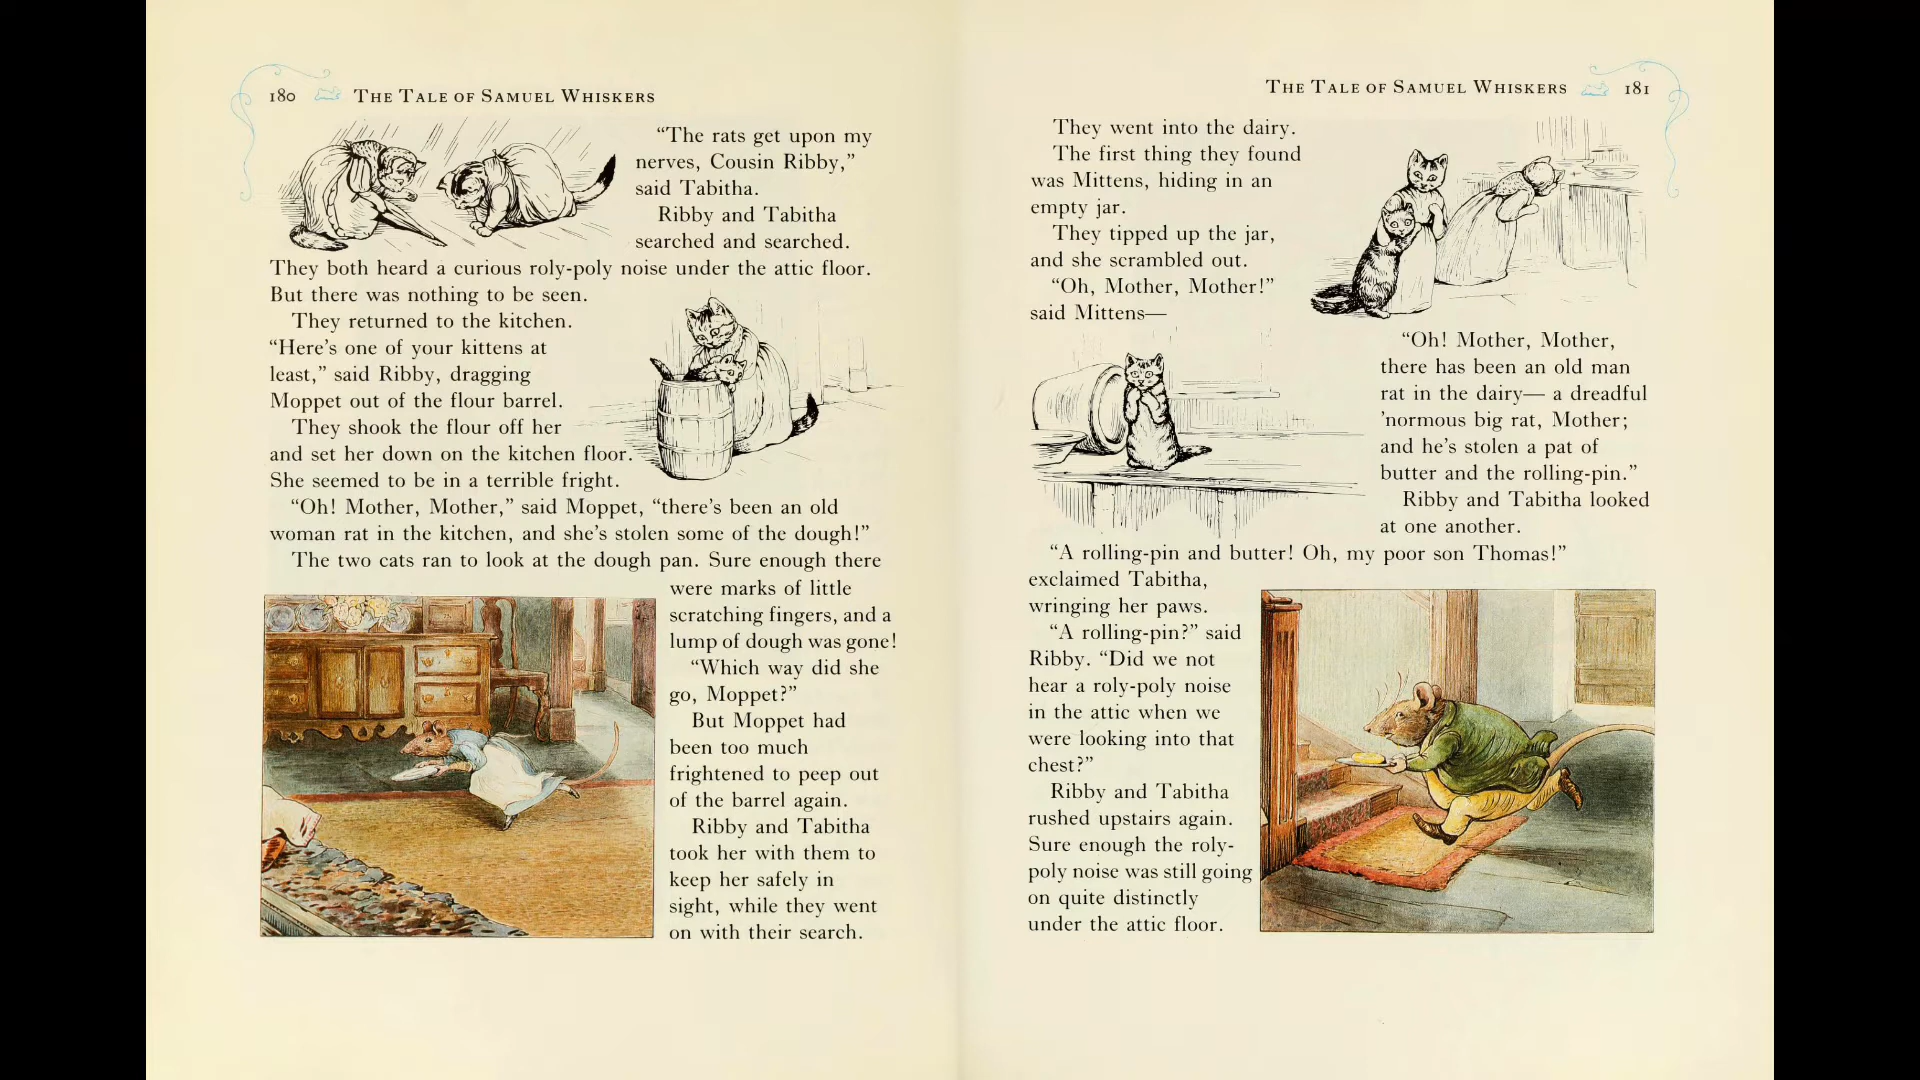 180 THE TALE OF SAMUEL WHISKERS
“The rats get upon my
nerves, Cousin Ribby,”
said Tabitha.
Ribby and Tabitha
searched and searched.
They both heard a curious roly-poly noise under the attic floor.
But there was nothing to be seen.
They returned to the kitchen.
“Here’s one of your kittens at
least,” said Ribby, dragging
Moppet out of the flour barrel.
They shook the flour off her
and set her down on the kitchen floor.
She seemed to be in a terrible fright.
“Oh! Mother, Mother,” said Moppet, “there’s been an old
woman rat in the kitchen, and she’s stolen some of the dough!”
The two cats ran to look at the dough pan. Sure enough there
were marks of little
scratching fingers, and a
lump of dough was gone!
“Which way did she
go, Moppet?”
But Moppet had
been too much
frightened to peep out
of the barrel again.
Ribby and Tabitha
took her with them to
keep her safely in
sight, while they went
on with their search.
THE TALE OF SAMUEL WHISKERS 181
They went into the dairy.
The first thing they found
was Mittens, hiding in an
empty jar.
They tipped up the jar,
and she scrambled out.
“Oh, Mother, Mother!”
said Mittens—
“Oh! Mother, Mother,
there has been an old man
rat in the dairy— a dreadful
’normous big rat, Mother;
and he’s stolen a pat of
butter and the rolling-pin.”
Ribby and Tabitha looked
at one another.
“A rolling-pin and butter! Oh, my poor son Thomas!”
exclaimed Tabitha,
wringing her paws.
“A rolling-pin?” said
Ribby. “Did we not
hear a roly-poly noise
in the attic when we
were looking into that
chest?”
Ribby and Tabitha
rushed upstairs again.
Sure enough the roly-
poly noise was still going
on quite distinctly
under the attic floor.